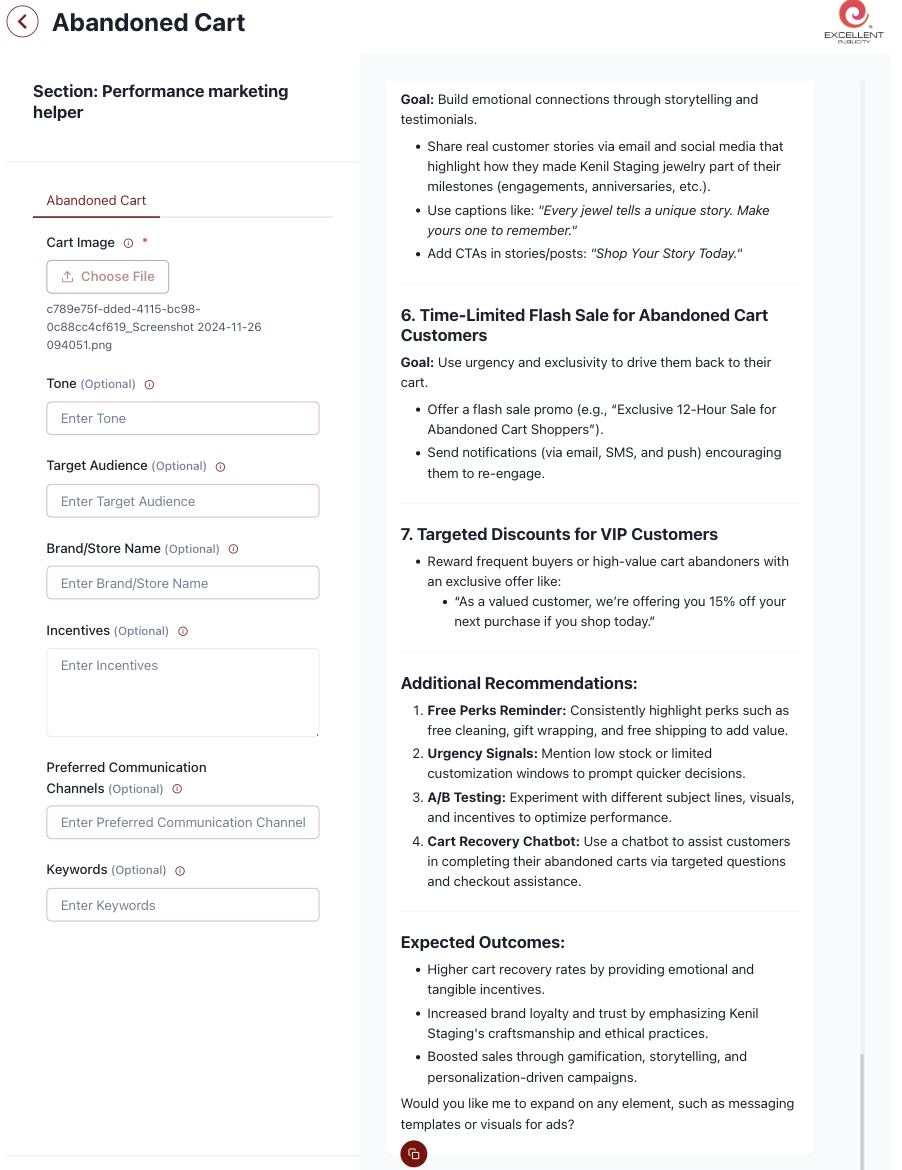 Abandoned Cart
EXCELLENT
PUBLICITY
Section: Performance marketing
helper
Abandoned Cart
Cart Image *
Choose File
c789e75f-dded-4115-bc98-
0c88cc4cf619_Screenshot 2024-11-26
094051.png
Tone (Optional)
Enter Tone
Target Audience (Optional)
Enter Target Audience
Brand/Store Name (Optional)
Enter Brand/Store Name
Incentives (Optional)
Enter Incentives
Preferred Communication
Channels (Optional)
Enter Preferred Communication Channel
Keywords (Optional)
Enter Keywords
Goal: Build emotional connections through storytelling and
testimonials.
• Share real customer stories via email and social media that
highlight how they made Kenil Staging jewelry part of their
milestones (engagements, anniversaries, etc.).
• Use captions like: "Every jewel tells a unique story. Make
yours one to remember."
• Add CTAs in stories/posts: "Shop Your Story Today."
6. Time-Limited Flash Sale for Abandoned Cart
Customers
Goal: Use urgency and exclusivity to drive them back to their
cart.
• Offer a flash sale promo (e.g., “Exclusive 12-Hour Sale for
Abandoned Cart Shoppers”).
• Send notifications (via email, SMS, and push) encouraging
them to re-engage.
7. Targeted Discounts for VIP Customers
• Reward frequent buyers or high-value cart abandoners with
an exclusive offer like:
• “As a valued customer, we’re offering you 15% off your
next purchase if you shop today.”
Additional Recommendations:
1. Free Perks Reminder: Consistently highlight perks such as
free cleaning, gift wrapping, and free shipping to add value.
2. Urgency Signals: Mention low stock or limited
customization windows to prompt quicker decisions.
3. A/B Testing: Experiment with different subject lines, visuals,
and incentives to optimize performance.
4. Cart Recovery Chatbot: Use a chatbot to assist customers
in completing their abandoned carts via targeted questions
and checkout assistance.
Expected Outcomes:
• Higher cart recovery rates by providing emotional and
tangible incentives.
• Increased brand loyalty and trust by emphasizing Kenil
Staging's craftsmanship and ethical practices.
• Boosted sales through gamification, storytelling, and
personalization-driven campaigns.
Would you like me to expand on any element, such as messaging
templates or visuals for ads?